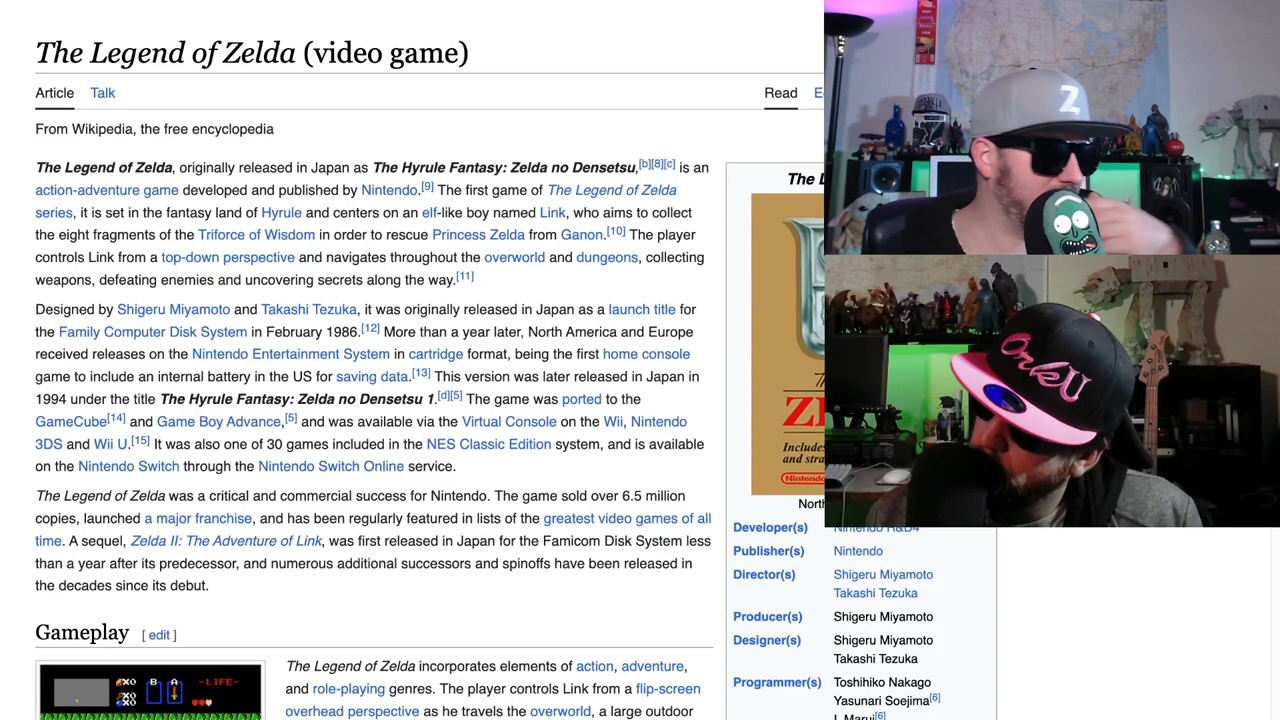 The Legend of Zelda (video game)
Article Talk
Read
From Wikipedia, the free encyclopedia
The Legend of Zelda, originally released in Japan as The Hyrule Fantasy: Zelda no Densetsu,[b][8][c] is an
action-adventure game developed and published by Nintendo.[9] The first game of The Legend of Zelda
series, it is set in the fantasy land of Hyrule and centers on an elf-like boy named Link, who aims to collect
the eight fragments of the Triforce of Wisdom in order to rescue Princess Zelda from Ganon.[10] The player
controls Link from a top-down perspective and navigates throughout the overworld and dungeons, collecting
weapons, defeating enemies and uncovering secrets along the way.[11]
Designed by Shigeru Miyamoto and Takashi Tezuka, it was originally released in Japan as a launch title for
the Family Computer Disk System in February 1986.[12] More than a year later, North America and Europe
received releases on the Nintendo Entertainment System in cartridge format, being the first home console
game to include an internal battery in the US for saving data.[13] This version was later released in Japan in
1994 under the title The Hyrule Fantasy: Zelda no Densetsu 1.[d][5] The game was ported to the
GameCube[14] and Game Boy Advance,[5] and was available via the Virtual Console on the Wii, Nintendo
3DS and Wii U.[15] It was also one of 30 games included in the NES Classic Edition system, and is available
on the Nintendo Switch through the Nintendo Switch Online service.
The Legend of Zelda was a critical and commercial success for Nintendo. The game sold over 6.5 million
copies, launched a major franchise, and has been regularly featured in lists of the greatest video games of all
time. A sequel, Zelda II: The Adventure of Link, was first released in Japan for the Famicom Disk System less
than a year after its predecessor, and numerous additional successors and spinoffs have been released in
the decades since its debut.
Gameplay [ edit ]
B A -LIFE-
X0
X0
X0
The Legend of Zelda incorporates elements of action, adventure,
and role-playing genres. The player controls Link from a flip-screen
overhead perspective as he travels the overworld, a large outdoor
The
Includes
and
Nintendo
Developer(s) Nintendo R&D4
Publisher(s) Nintendo
Director(s) Shigeru Miyamoto
Takashi Tezuka
Producer(s) Shigeru Miyamoto
Designer(s) Shigeru Miyamoto
Takashi Tezuka
Programmer(s) Toshihiko Nakago
Yasunari Soejima[6]
I. Marui[6]
Z
OnkU